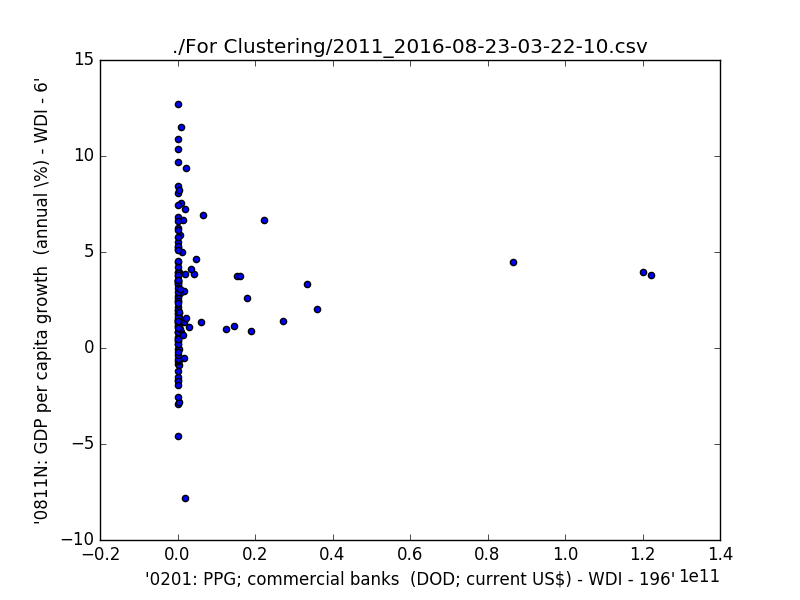 ./For Clustering/2011_2016-08-23-03-22-10.csv
15
10
5
0
−5
−10
'0811N: GDP per capita growth  (annual \%) - WDI - 6'
−0.2 0.0 0.2 0.4 0.6 0.8 1.0 1.2 1.4
1e11
'0201: PPG; commercial banks  (DOD; current US$) - WDI - 196'